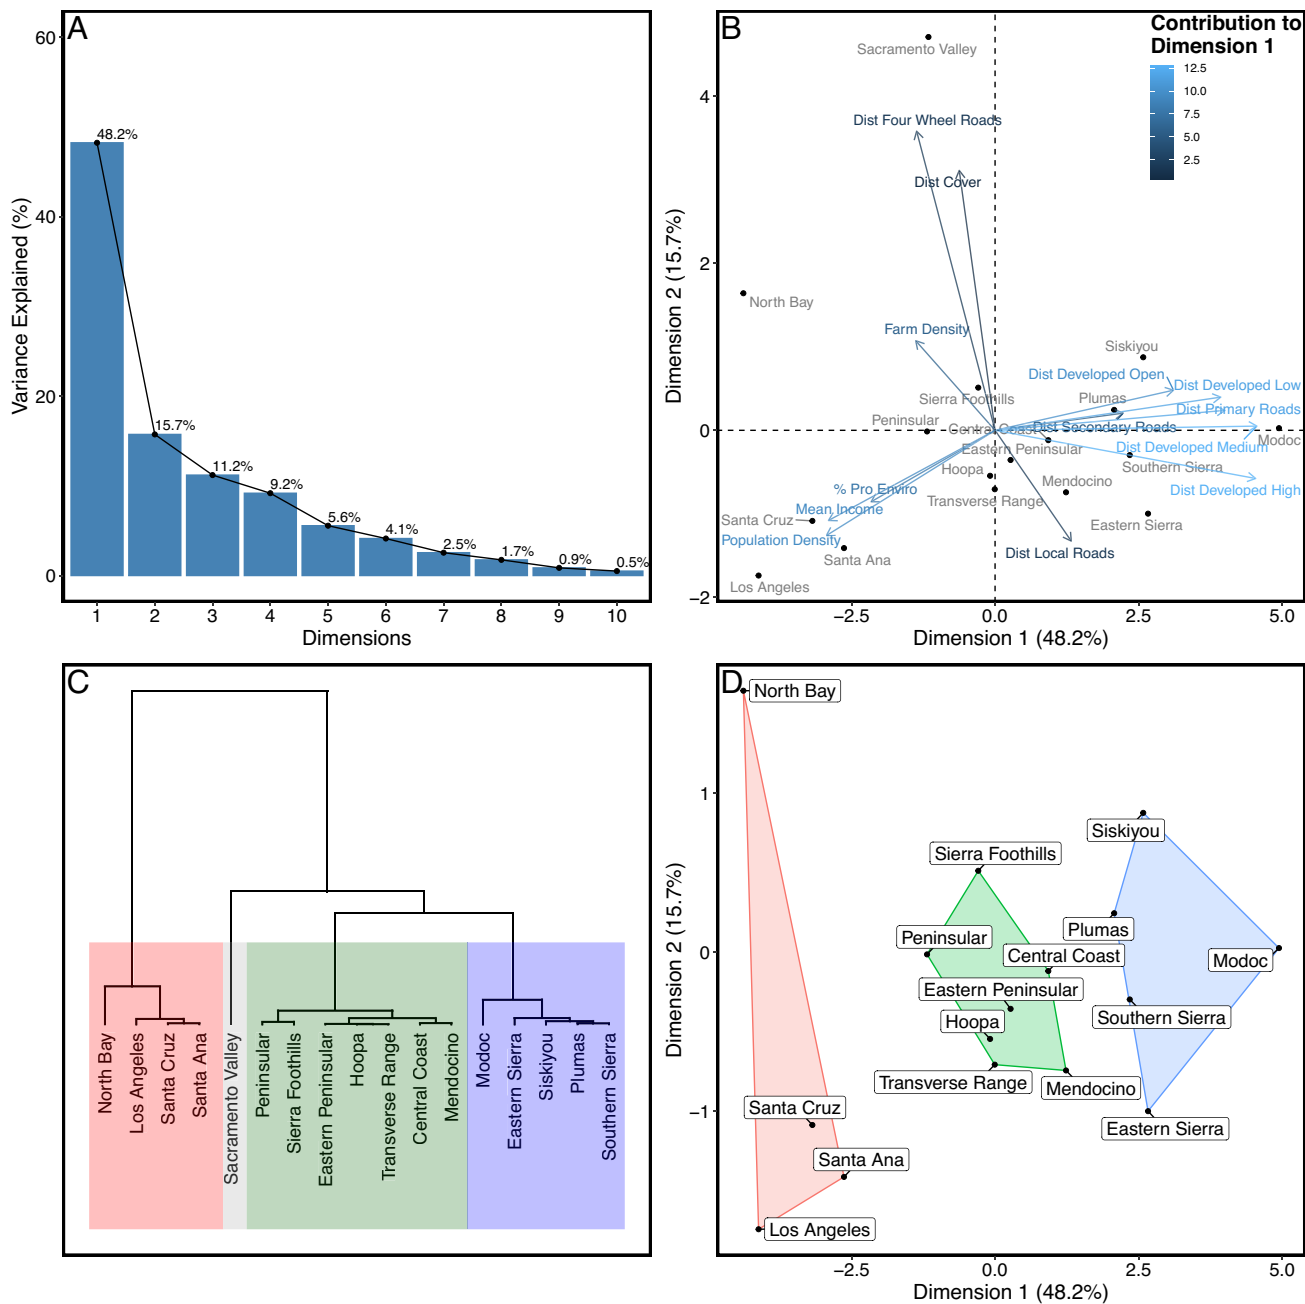 A
60
40
20
0
Variance Explained (%)
48.2%
15.7%
11.2%
9.2%
5.6%
4.1%
2.5%
1.7%
0.9%
0.5%
1 2 3 4 5 6 7 8 9 10
Dimensions
B
Contribution to
Dimension 1
12.5
10.0
7.5
5.0
2.5
4
2
0
−2
Dimension 2 (15.7%)
Sacramento Valley
Dist Four Wheel Roads
Dist Cover
North Bay
Farm Density
Siskiyou
Dist Developed Open
Dist Developed Low
Sierra Foothills
Plumas
Dist Primary Roads
Peninsular
Central Coast
Dist Secondary Roads
Modoc
Eastern Peninsular
Dist Developed Medium
Hoopa
Southern Sierra
% Pro Enviro
Mendocino
Dist Developed High
Transverse Range
Mean Income
Santa Cruz
Eastern Sierra
Population Density
Dist Local Roads
Santa Ana
Los Angeles
−2.5 0.0 2.5 5.0
Dimension 1 (48.2%)
C
North Bay
Los Angeles
Santa Cruz
Santa Ana
Sacramento Valley
Peninsular
Sierra Foothills
Eastern Peninsular
Hoopa
Transverse Range
Central Coast
Mendocino
Modoc
Eastern Sierra
Siskiyou
Plumas
Southern Sierra
D
1
0
−1
Dimension 2 (15.7%)
North Bay
Siskiyou
Sierra Foothills
Plumas
Peninsular
Central Coast
Modoc
Eastern Peninsular
Hoopa
Southern Sierra
Transverse Range
Mendocino
Santa Cruz
Eastern Sierra
Santa Ana
Los Angeles
−2.5 0.0 2.5 5.0
Dimension 1 (48.2%)